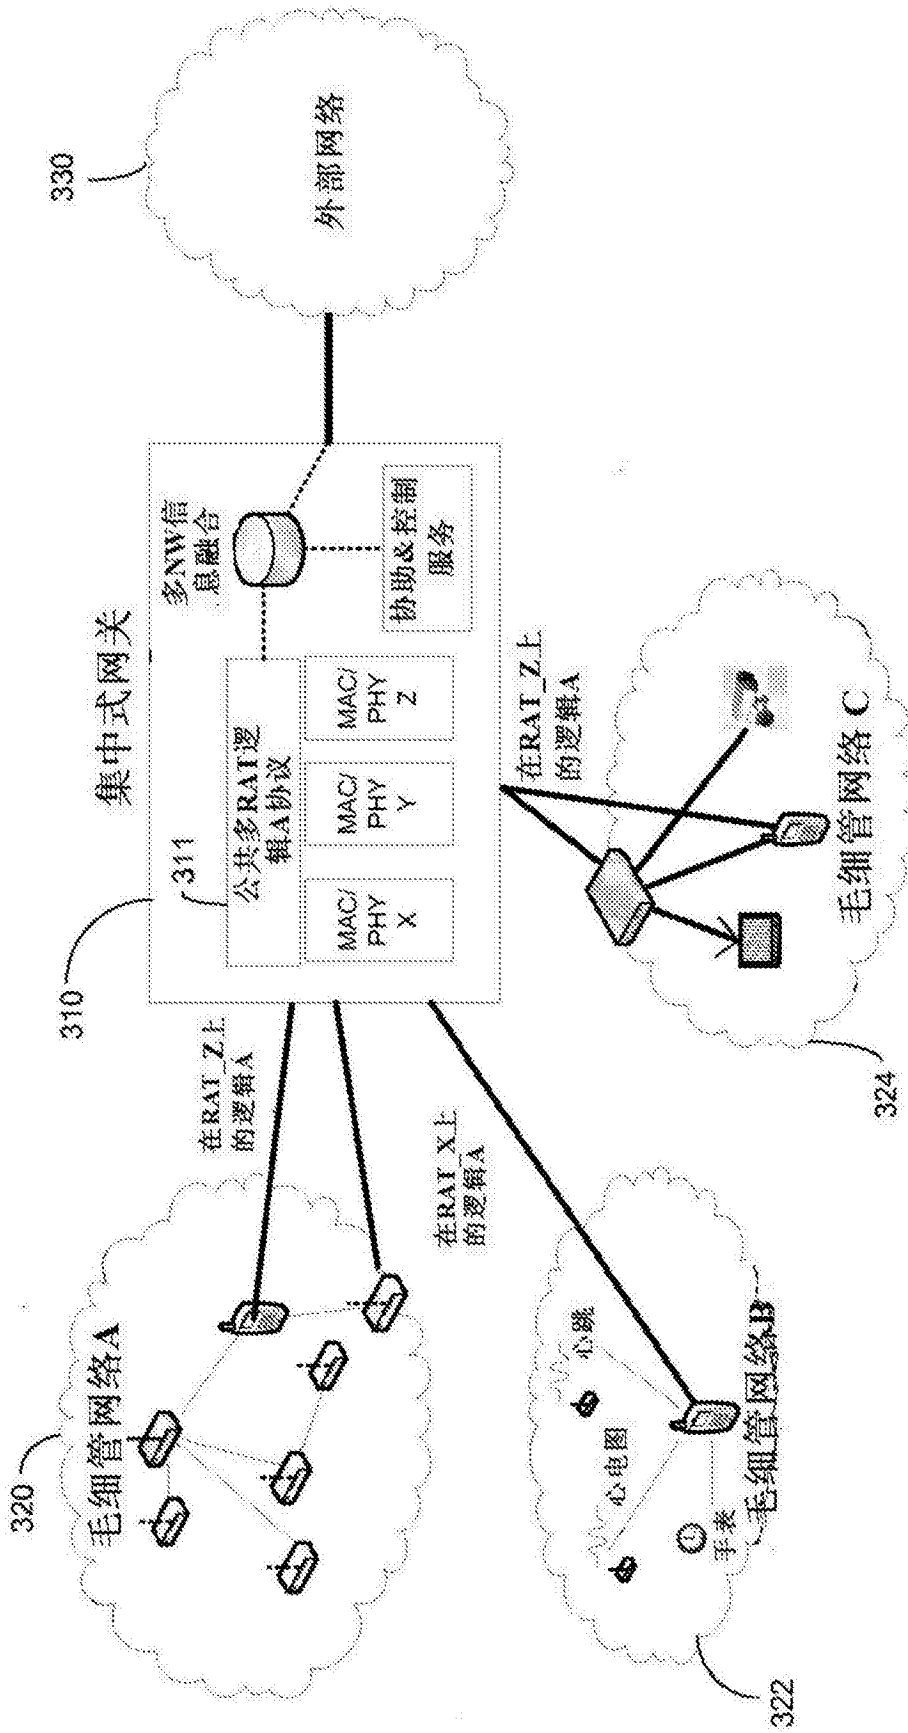 320
毛细管网络A
在RAT_Z上
的逻辑A
310
集中式网关
311
公共多RAT逻
辑A协议
MAC/
PHY
X
MAC/
PHY
Y
MAC/
PHY
Z
多NW信
息融合
协助&控制
服务
330
外部网络
在RAT_X上
的逻辑A
在RAT_Z上
的逻辑A
心跳
心电图
手表
毛细管网络B
322
毛细管网络 C
324